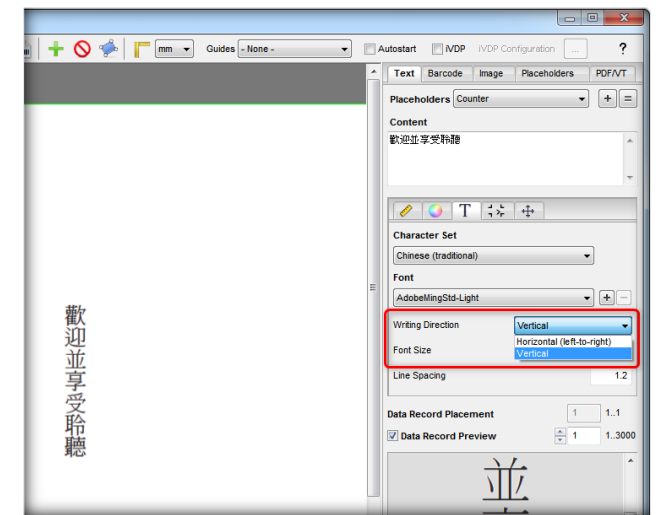 mm
Guides
- None -
Autostart
iVDP
iVDP Configuration
...
?
Text
Barcode
Image
Placeholders
PDF/VT
Placeholders
Counter
+
=
Content
歡迎並享受聆聽
T
Character Set
Chinese (traditional)
Font
AdobeMingStd-Light
+
−
Writing Direction
Vertical
Horizontal (left-to-right)
Vertical
Font Size
Line Spacing
1.2
Data Record Placement
1
1..1
Data Record Preview
1
1..3000
歡迎並享受聆聽
並